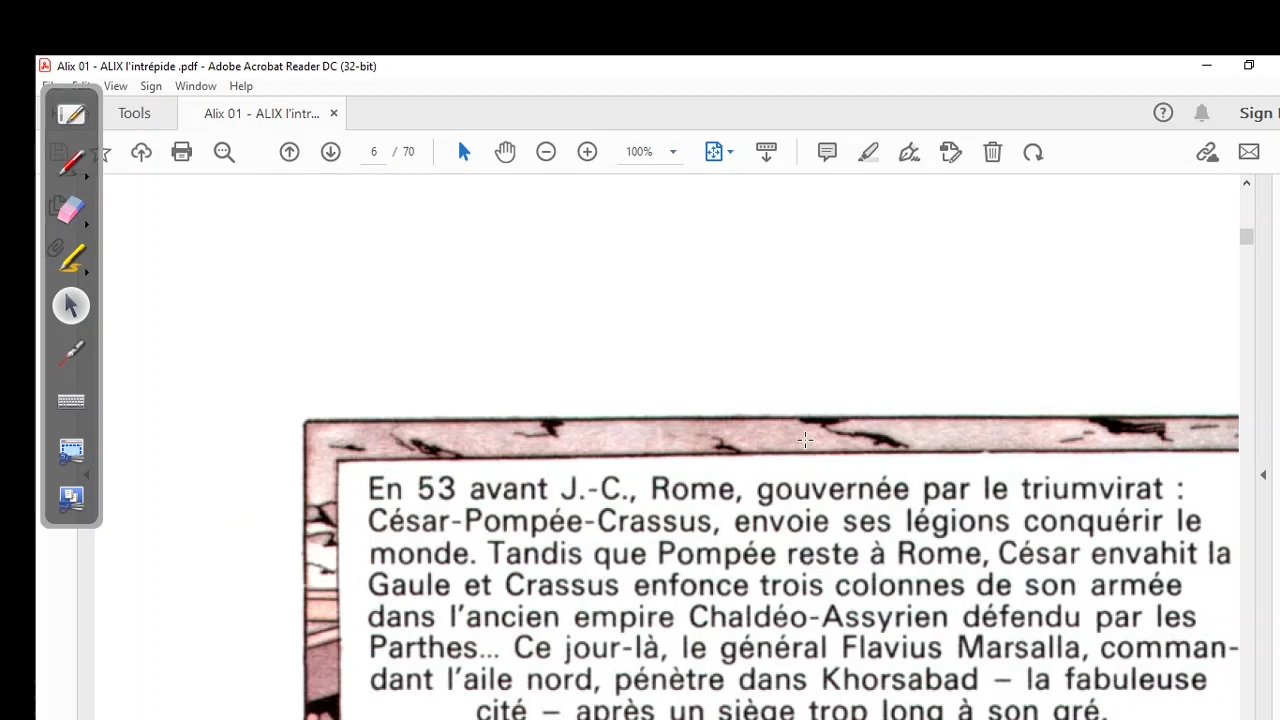 Alix 01 - ALIX l'intrépide .pdf - Adobe Acrobat Reader DC (32-bit)
View Sign Window Help
Tools Alix 01 - ALIX l'intr... × Sign
6 / 70 100%
En 53 avant J.-C., Rome, gouvernée par le triumvirat :
César-Pompée-Crassus, envoie ses légions conquérir le
monde. Tandis que Pompée reste à Rome, César envahit la
Gaule et Crassus enfonce trois colonnes de son armée
dans l'ancien empire Chaldéo-Assyrien défendu par les
Parthes... Ce jour-là, le général Flavius Marsalla, comman-
dant l'aile nord, pénètre dans Khorsabad – la fabuleuse
cité – après un siège trop long à son gré.